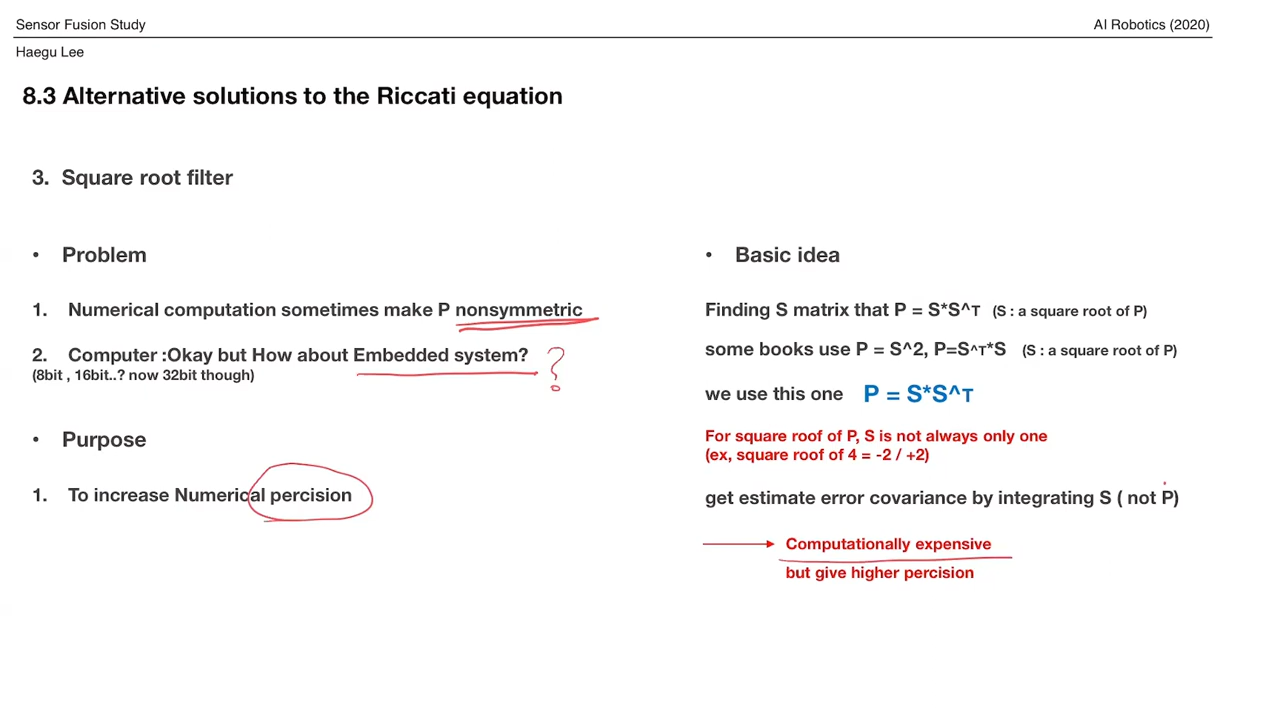 Sensor Fusion Study
AI Robotics (2020)
Haegu Lee
8.3 Alternative solutions to the Riccati equation
3. Square root filter
• Problem
1. Numerical computation sometimes make P nonsymmetric
2. Computer :Okay but How about Embedded system?
?
(8bit , 16bit..? now 32bit though)
• Purpose
1. To increase Numerical percision
• Basic idea
Finding S matrix that P = S*S^T (S : a square root of P)
some books use P = S^2, P=S^T*S (S : a square root of P)
we use this one P = S*S^T
For square roof of P, S is not always only one
(ex, square roof of 4 = -2 / +2)
get estimate error covariance by integrating S ( not P)
Computationally expensive
but give higher percision